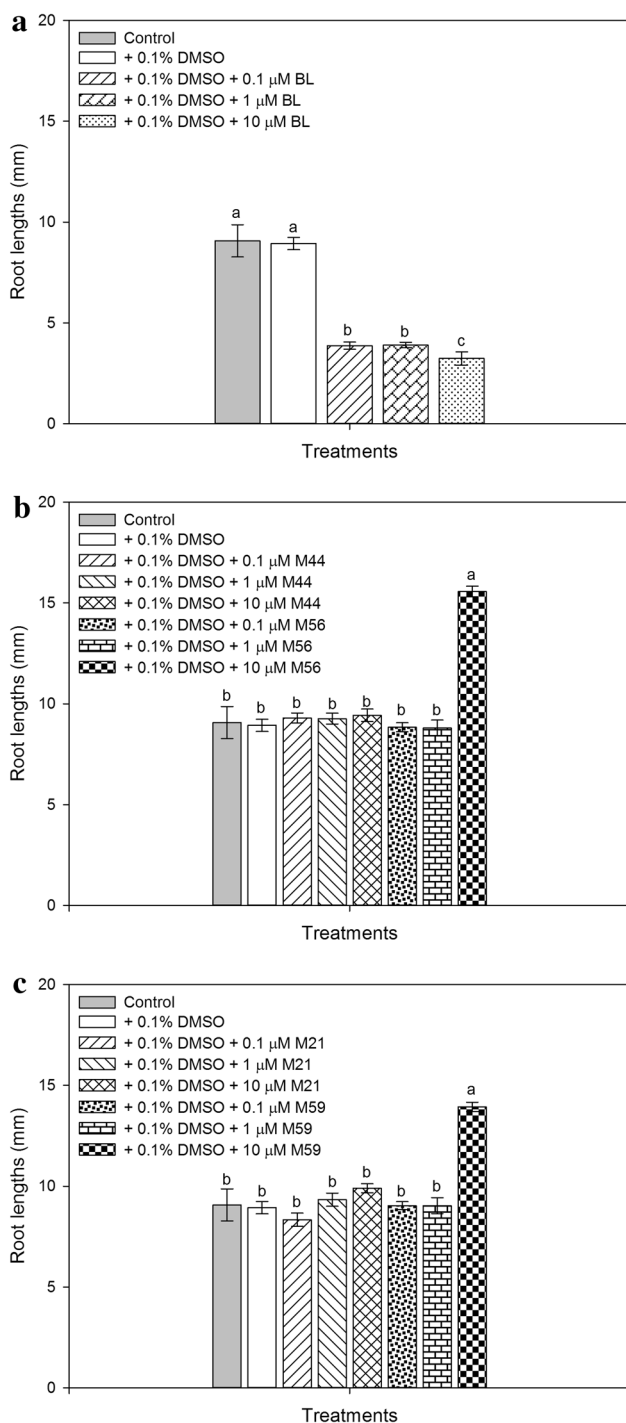 a
20
Control
+ 0.1% DMSO
+ 0.1% DMSO + 0.1 μM BL
+ 0.1% DMSO + 1 μM BL
+ 0.1% DMSO + 10 μM BL
15
Root lengths (mm)
10
a a
5
b b c
0
Treatments
b
20
Control
+ 0.1% DMSO
+ 0.1% DMSO + 0.1 μM M44
+ 0.1% DMSO + 1 μM M44
+ 0.1% DMSO + 10 μM M44
+ 0.1% DMSO + 0.1 μM M56
+ 0.1% DMSO + 1 μM M56
+ 0.1% DMSO + 10 μM M56
a
15
Root lengths (mm)
10
b b b b b b b
5
0
Treatments
c
20
Control
+ 0.1% DMSO
+ 0.1% DMSO + 0.1 μM M21
+ 0.1% DMSO + 1 μM M21
+ 0.1% DMSO + 10 μM M21
+ 0.1% DMSO + 0.1 μM M59
+ 0.1% DMSO + 1 μM M59
+ 0.1% DMSO + 10 μM M59
a
15
Root lengths (mm)
10
b b b b b b b
5
0
Treatments